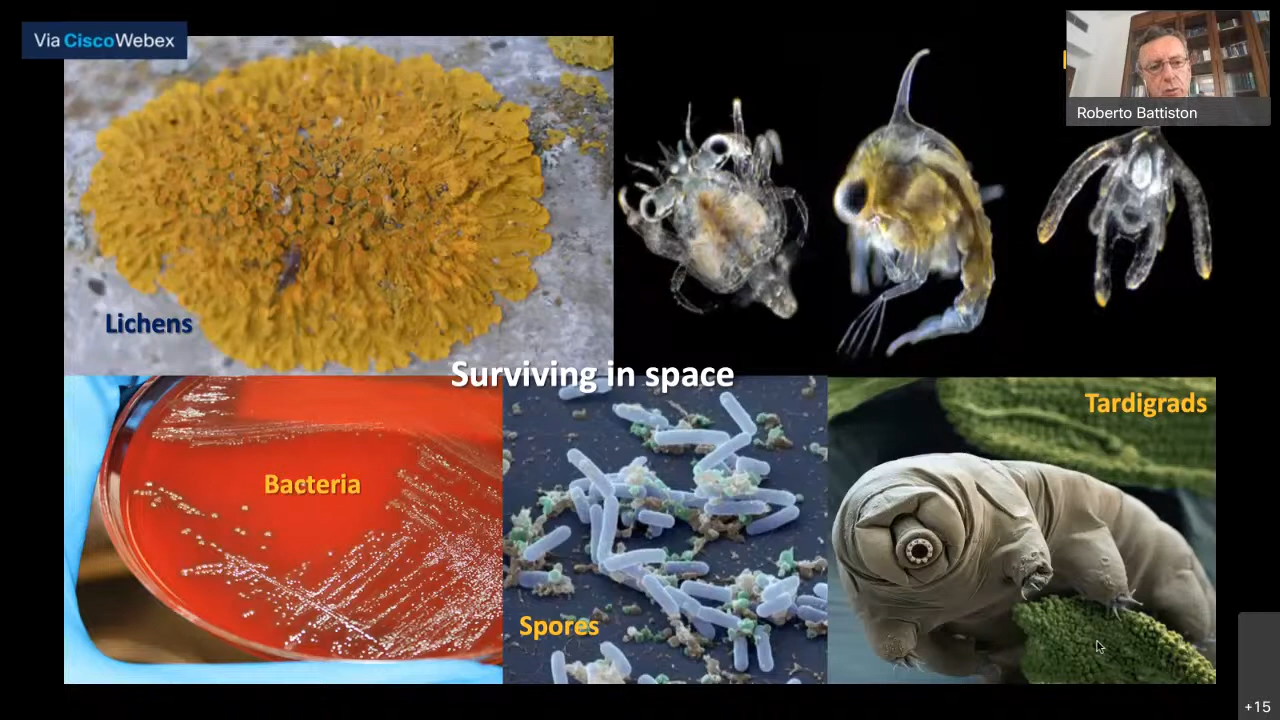 Via CiscoWebex
Roberto Battiston
Lichens
Surviving in space
Tardigrads
Bacteria
Spores
+15